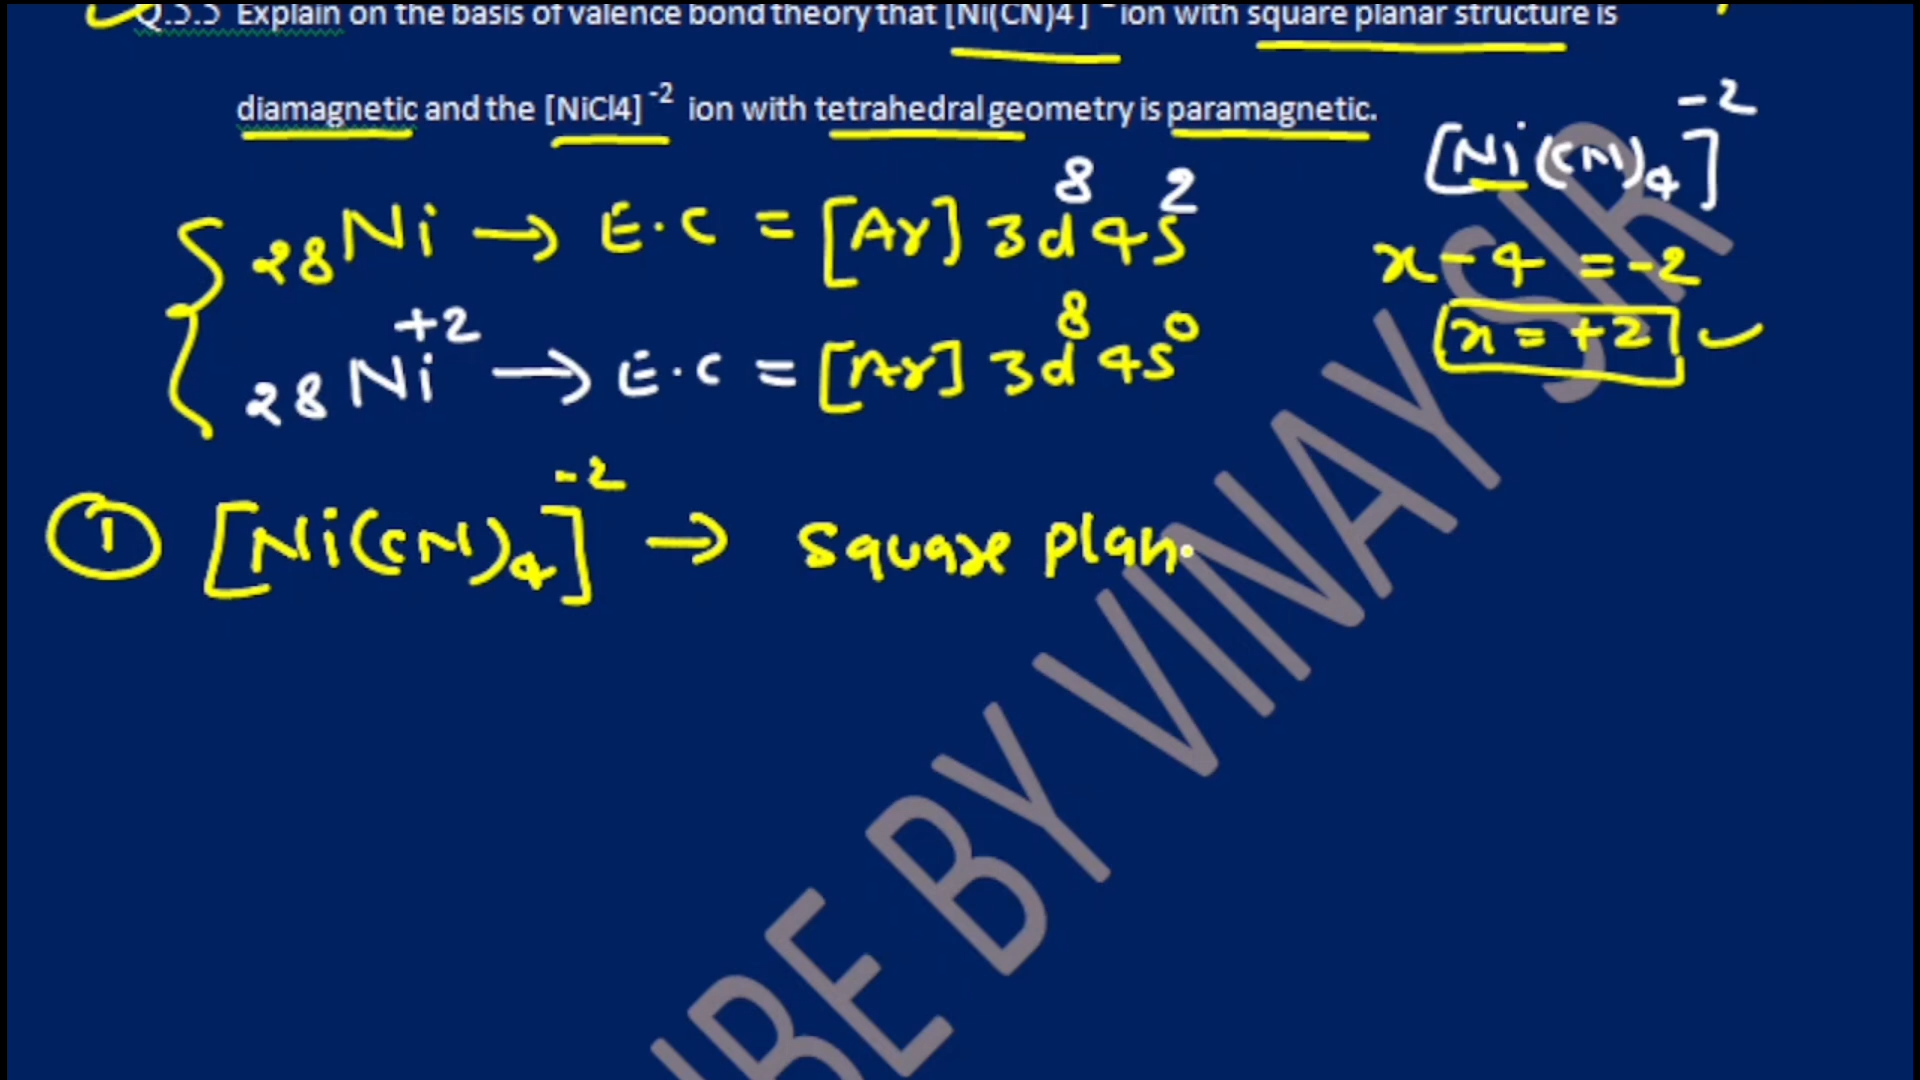 Q.5.5 Explain on the basis of valence bond theory that [Ni(CN)4]⁻ ion with square planar structure is
diamagnetic and the [NiCl4]⁻² ion with tetrahedral geometry is paramagnetic.
[Ni(CN)₄]⁻²
₂₈Ni → E.C = [Ar] 3d⁸ 4s²
x - 4 = -2
x = +2 ✓
₂₈Ni⁺² → E.C = [Ar] 3d⁸ 4s⁰
① [Ni(CN)₄]⁻² → Square plan
BE BY VINAY SIR